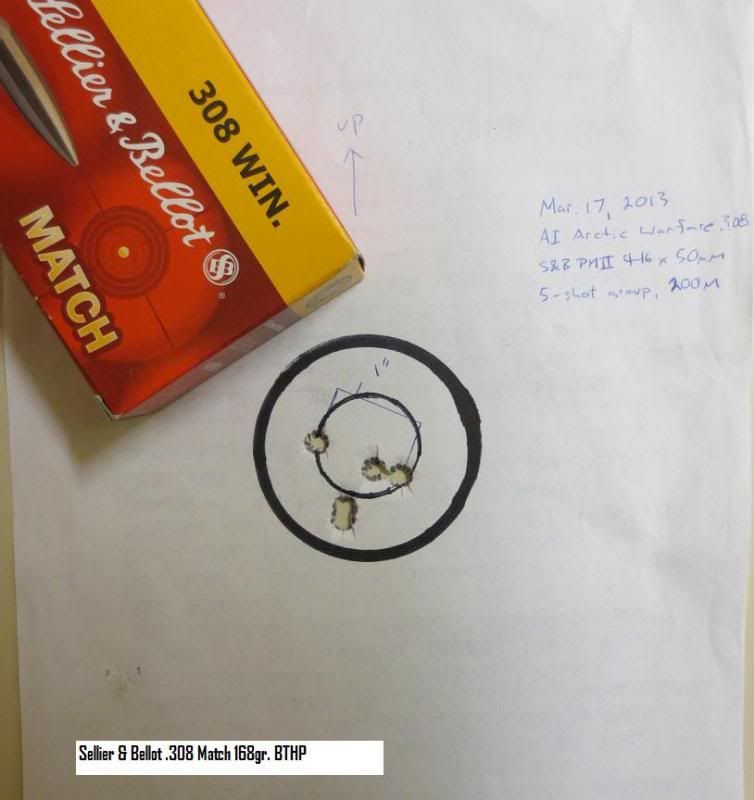 Sellier & Bellot
SB
®
308 WIN.
MATCH
UP
Mar. 17, 2013
AI Arctic Warfare .308
S&B PMII 4-16 x 50mm
5-shot group, 200M
1"
Sellier & Bellot .308 Match 168gr. BTHP